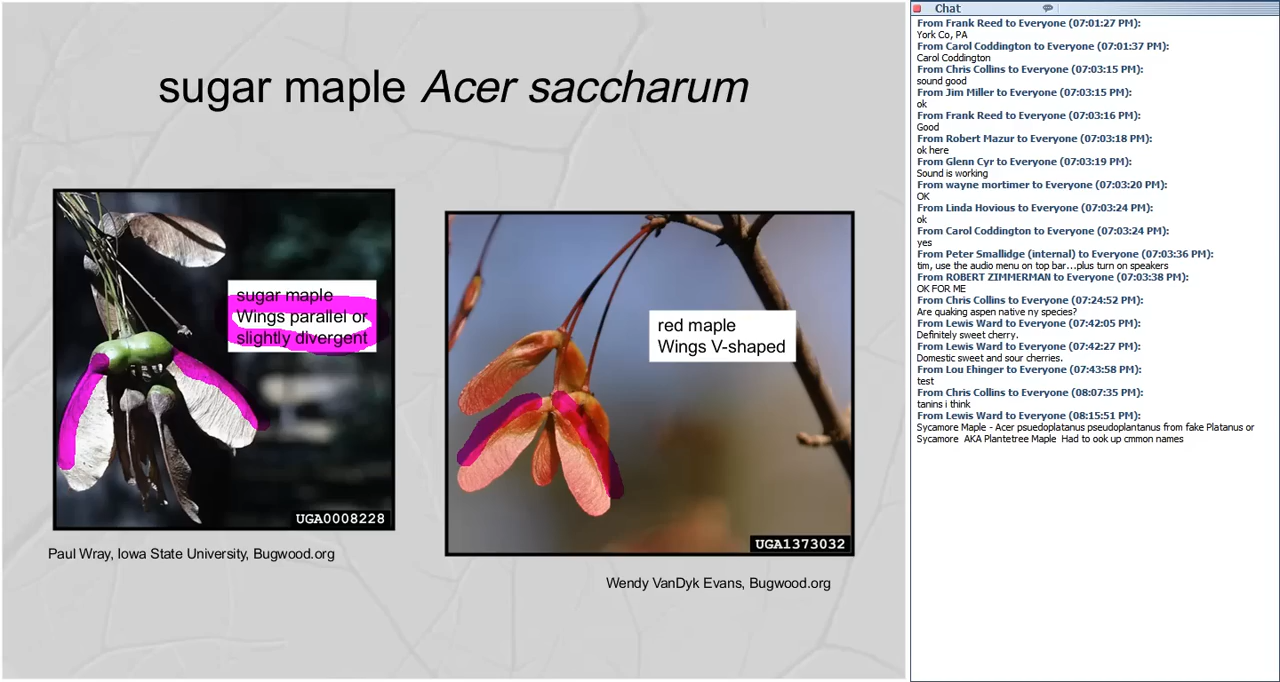 sugar maple Acer saccharum
sugar maple
Wings parallel or
slightly divergent
UGA0008228
Paul Wray, Iowa State University, Bugwood.org
red maple
Wings V-shaped
UGA1373032
Wendy VanDyk Evans, Bugwood.org
Chat
From Frank Reed to Everyone (07:01:27 PM):
York Co, PA
From Carol Coddington to Everyone (07:01:37 PM):
Carol Coddington
From Chris Collins to Everyone (07:03:15 PM):
sound good
From Jim Miller to Everyone (07:03:15 PM):
ok
From Frank Reed to Everyone (07:03:16 PM):
Good
From Robert Mazur to Everyone (07:03:18 PM):
ok here
From Glenn Cyr to Everyone (07:03:19 PM):
Sound is working
From wayne mortimer to Everyone (07:03:20 PM):
OK
From Linda Hovious to Everyone (07:03:24 PM):
ok
From Carol Coddington to Everyone (07:03:24 PM):
yes
From Peter Smallidge (internal) to Everyone (07:03:36 PM):
tim, use the audio menu on top bar...plus turn on speakers
From ROBERT ZIMMERMAN to Everyone (07:03:38 PM):
OK FOR ME
From Chris Collins to Everyone (07:24:52 PM):
Are quaking aspen native ny species?
From Lewis Ward to Everyone (07:42:05 PM):
Definitely sweet cherry.
From Lewis Ward to Everyone (07:42:27 PM):
Domestic sweet and sour cherries.
From Lou Ehinger to Everyone (07:43:58 PM):
test
From Chris Collins to Everyone (08:07:35 PM):
tanins i think
From Lewis Ward to Everyone (08:15:51 PM):
Sycamore Maple - Acer psuedoplatanus pseudoplantanus from fake Platanus or
Sycamore AKA Plantetree Maple Had to ook up cmmon names